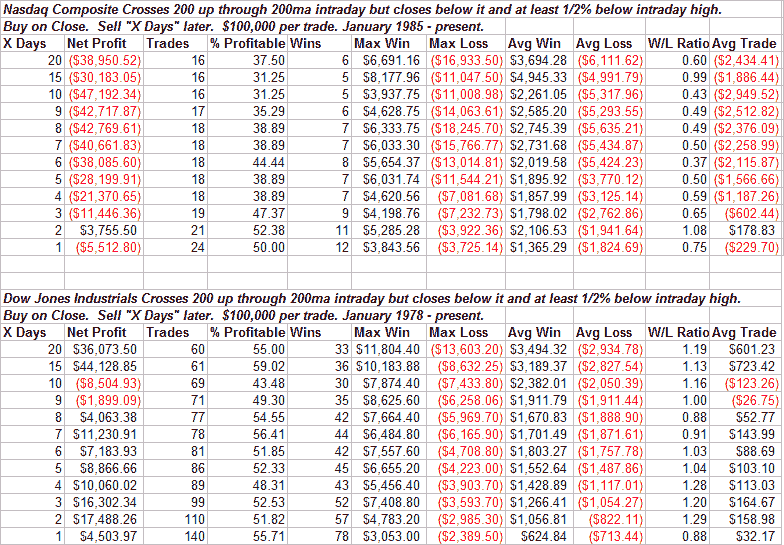 Nasdaq Composite Crosses 200 up through 200ma intraday but closes below it and at least 1/2% below intraday high.
Buy on Close. Sell "X Days" later. $100,000 per trade. January 1985 - present.
X Days Net Profit Trades % Profitable Wins Max Win Max Loss Avg Win Avg Loss W/L Ratio Avg Trade
20 ($38,950.52) 16 37.50 6 $6,691.16 ($16,933.50) $3,694.28 ($6,111.62) 0.60 ($2,434.41)
15 ($30,183.05) 16 31.25 5 $8,177.96 ($11,047.50) $4,945.33 ($4,991.79) 0.99 ($1,886.44)
10 ($47,192.34) 16 31.25 5 $3,937.75 ($11,008.98) $2,261.05 ($5,317.96) 0.43 ($2,949.52)
9 ($42,717.87) 17 35.29 6 $4,628.75 ($14,063.61) $2,585.20 ($5,293.55) 0.49 ($2,512.82)
8 ($42,769.61) 18 38.89 7 $6,333.75 ($18,245.70) $2,745.39 ($5,635.21) 0.49 ($2,376.09)
7 ($40,661.83) 18 38.89 7 $6,033.30 ($15,766.77) $2,731.68 ($5,434.87) 0.50 ($2,258.99)
6 ($38,085.60) 18 44.44 8 $5,654.37 ($13,014.81) $2,019.58 ($5,424.23) 0.37 ($2,115.87)
5 ($28,199.91) 18 38.89 7 $6,031.74 ($11,544.21) $1,895.92 ($3,770.12) 0.50 ($1,566.66)
4 ($21,370.65) 18 38.89 7 $4,620.56 ($7,081.68) $1,857.99 ($3,125.14) 0.59 ($1,187.26)
3 ($11,446.36) 19 47.37 9 $4,198.76 ($7,232.73) $1,798.02 ($2,762.86) 0.65 ($602.44)
2 $3,755.50 21 52.38 11 $5,285.28 ($3,922.36) $2,106.53 ($1,941.64) 1.08 $178.83
1 ($5,512.80) 24 50.00 12 $3,843.56 ($3,725.14) $1,365.29 ($1,824.69) 0.75 ($229.70)
Dow Jones Industrials Crosses 200 up through 200ma intraday but closes below it and at least 1/2% below intraday high.
Buy on Close. Sell "X Days" later. $100,000 per trade. January 1978 - present.
X Days Net Profit Trades % Profitable Wins Max Win Max Loss Avg Win Avg Loss W/L Ratio Avg Trade
20 $36,073.50 60 55.00 33 $11,804.40 ($13,603.20) $3,494.32 ($2,934.78) 1.19 $601.23
15 $44,128.85 61 59.02 36 $10,183.88 ($8,632.25) $3,189.37 ($2,827.54) 1.13 $723.42
10 ($8,504.93) 69 43.48 30 $7,874.40 ($7,433.80) $2,382.01 ($2,050.39) 1.16 ($123.26)
9 ($1,899.09) 71 49.30 35 $8,625.60 ($6,258.06) $1,911.79 ($1,911.44) 1.00 ($26.75)
8 $4,063.38 77 54.55 42 $7,664.40 ($5,969.70) $1,670.83 ($1,888.90) 0.88 $52.77
7 $11,230.91 78 56.41 44 $6,484.80 ($6,165.90) $1,701.49 ($1,871.61) 0.91 $143.99
6 $7,183.93 81 51.85 42 $7,557.60 ($4,708.80) $1,803.27 ($1,757.78) 1.03 $88.69
5 $8,866.66 86 52.33 45 $6,655.20 ($4,223.00) $1,552.64 ($1,487.86) 1.04 $103.10
4 $10,060.02 89 48.31 43 $5,456.40 ($3,903.70) $1,428.89 ($1,117.01) 1.28 $113.03
3 $16,302.34 99 52.53 52 $7,408.80 ($3,593.70) $1,266.41 ($1,054.27) 1.20 $164.67
2 $17,488.26 110 51.82 57 $4,783.20 ($2,985.30) $1,056.81 ($822.11) 1.29 $158.98
1 $4,503.97 140 55.71 78 $3,053.00 ($2,389.50) $624.84 ($713.44) 0.88 $32.17